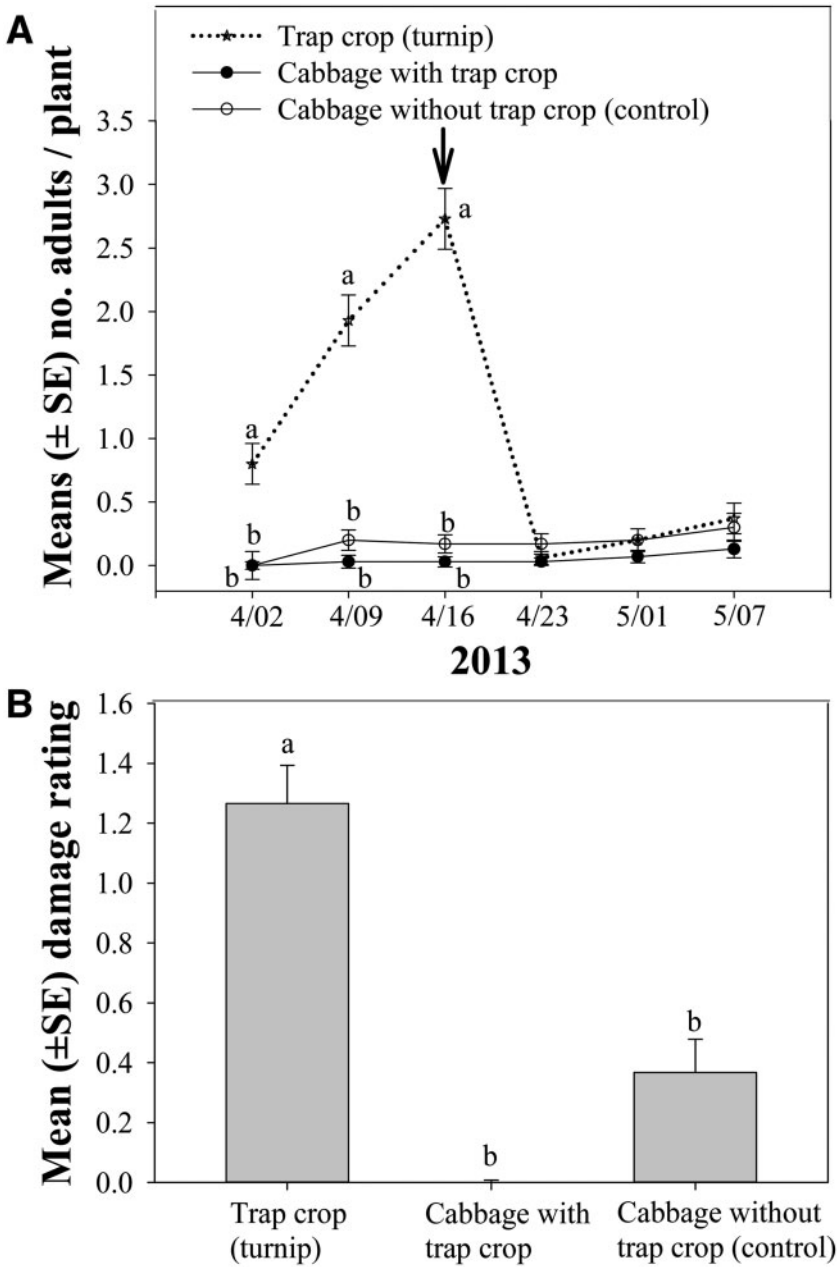 A
Trap crop (turnip)
Cabbage with trap crop
Cabbage without trap crop (control)
Means (± SE) no. adults / plant
3.5
3.0
2.5
2.0
1.5
1.0
0.5
0.0
a
a
a
b
b
b
b
b
b
4/02 4/09 4/16 4/23 5/01 5/07
2013
B
Mean (±SE) damage rating
1.6
1.4
1.2
1.0
0.8
0.6
0.4
0.2
0.0
a
b
b
Trap crop
(turnip)
Cabbage with
trap crop
Cabbage without
trap crop (control)